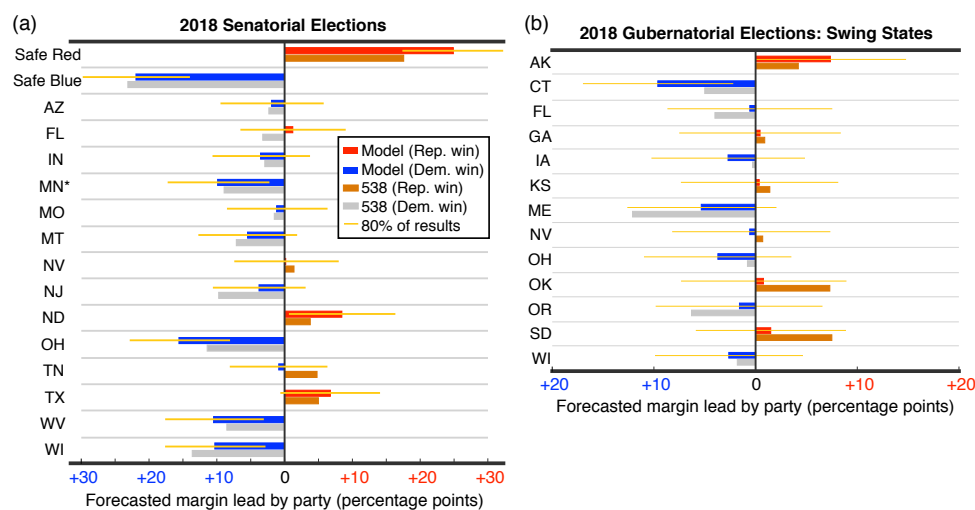 (a)
2018 Senatorial Elections
Safe Red
Safe Blue
AZ
FL
IN
MN*
MO
MT
NV
NJ
ND
OH
TN
TX
WV
WI
Model (Rep. win)
Model (Dem. win)
538 (Rep. win)
538 (Dem. win)
80% of results
+30 +20 +10 0 +10 +20 +30
Forecasted margin lead by party (percentage points)
(b)
2018 Gubernatorial Elections: Swing States
AK
CT
FL
GA
IA
KS
ME
NV
OH
OK
OR
SD
WI
+20 +10 0 +10 +20
Forecasted margin lead by party (percentage points)